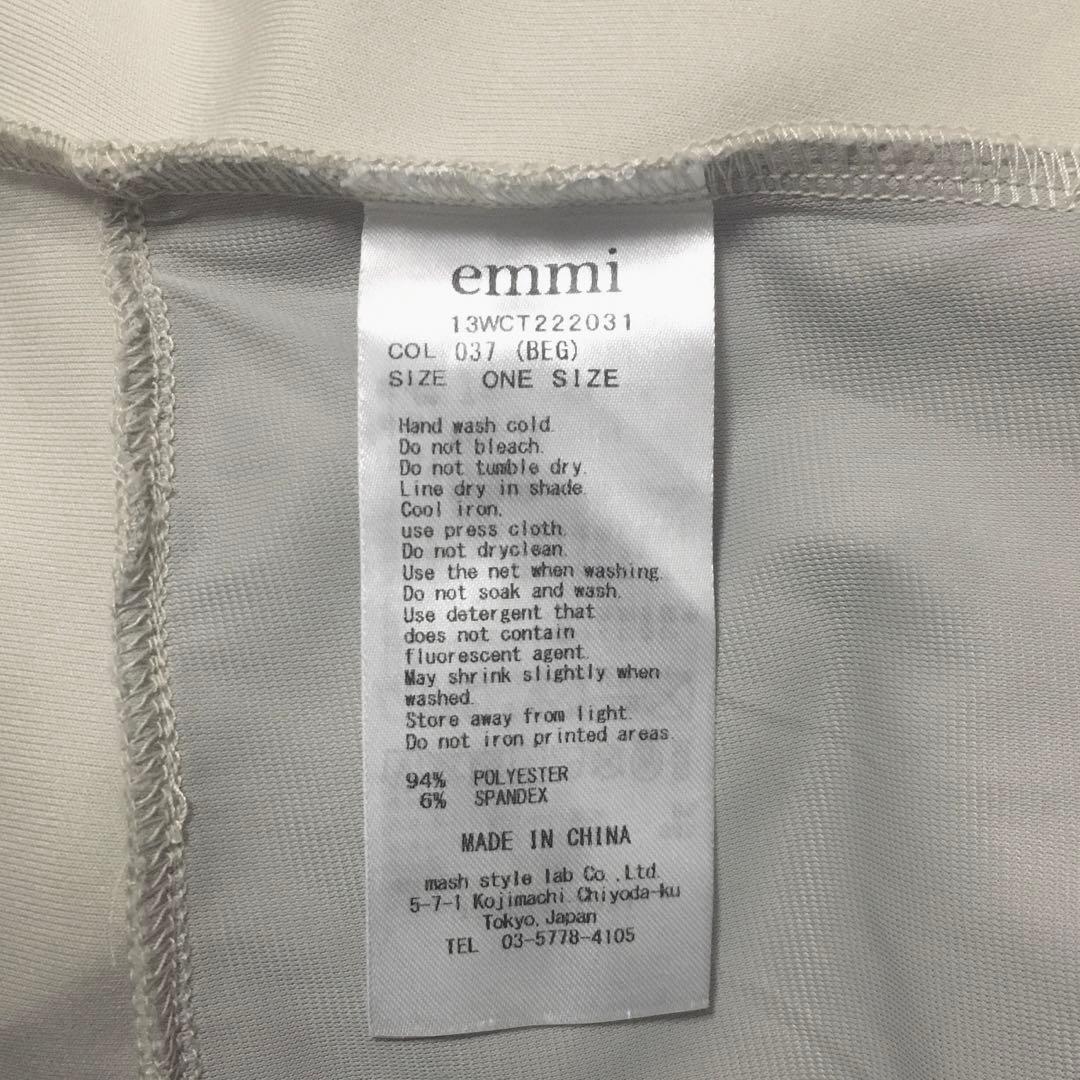 emmi
13WCT222031
COL 037 (BEG)
SIZE ONE SIZE
Hand wash cold.
Do not bleach.
Do not tumble dry.
Line dry in shade.
Cool iron.
use press cloth.
Do not dryclean.
Use the net when washing.
Do not soak and wash.
Use detergent that
does not contain
fluorescent agent.
May shrink slightly when
washed.
Store away from light.
Do not iron printed areas.
94% POLYESTER
6% SPANDEX
MADE IN CHINA
mash style lab Co.,Ltd.
5-7-1 Kojimachi Chiyoda-ku
Tokyo, Japan
TEL 03-5778-4105